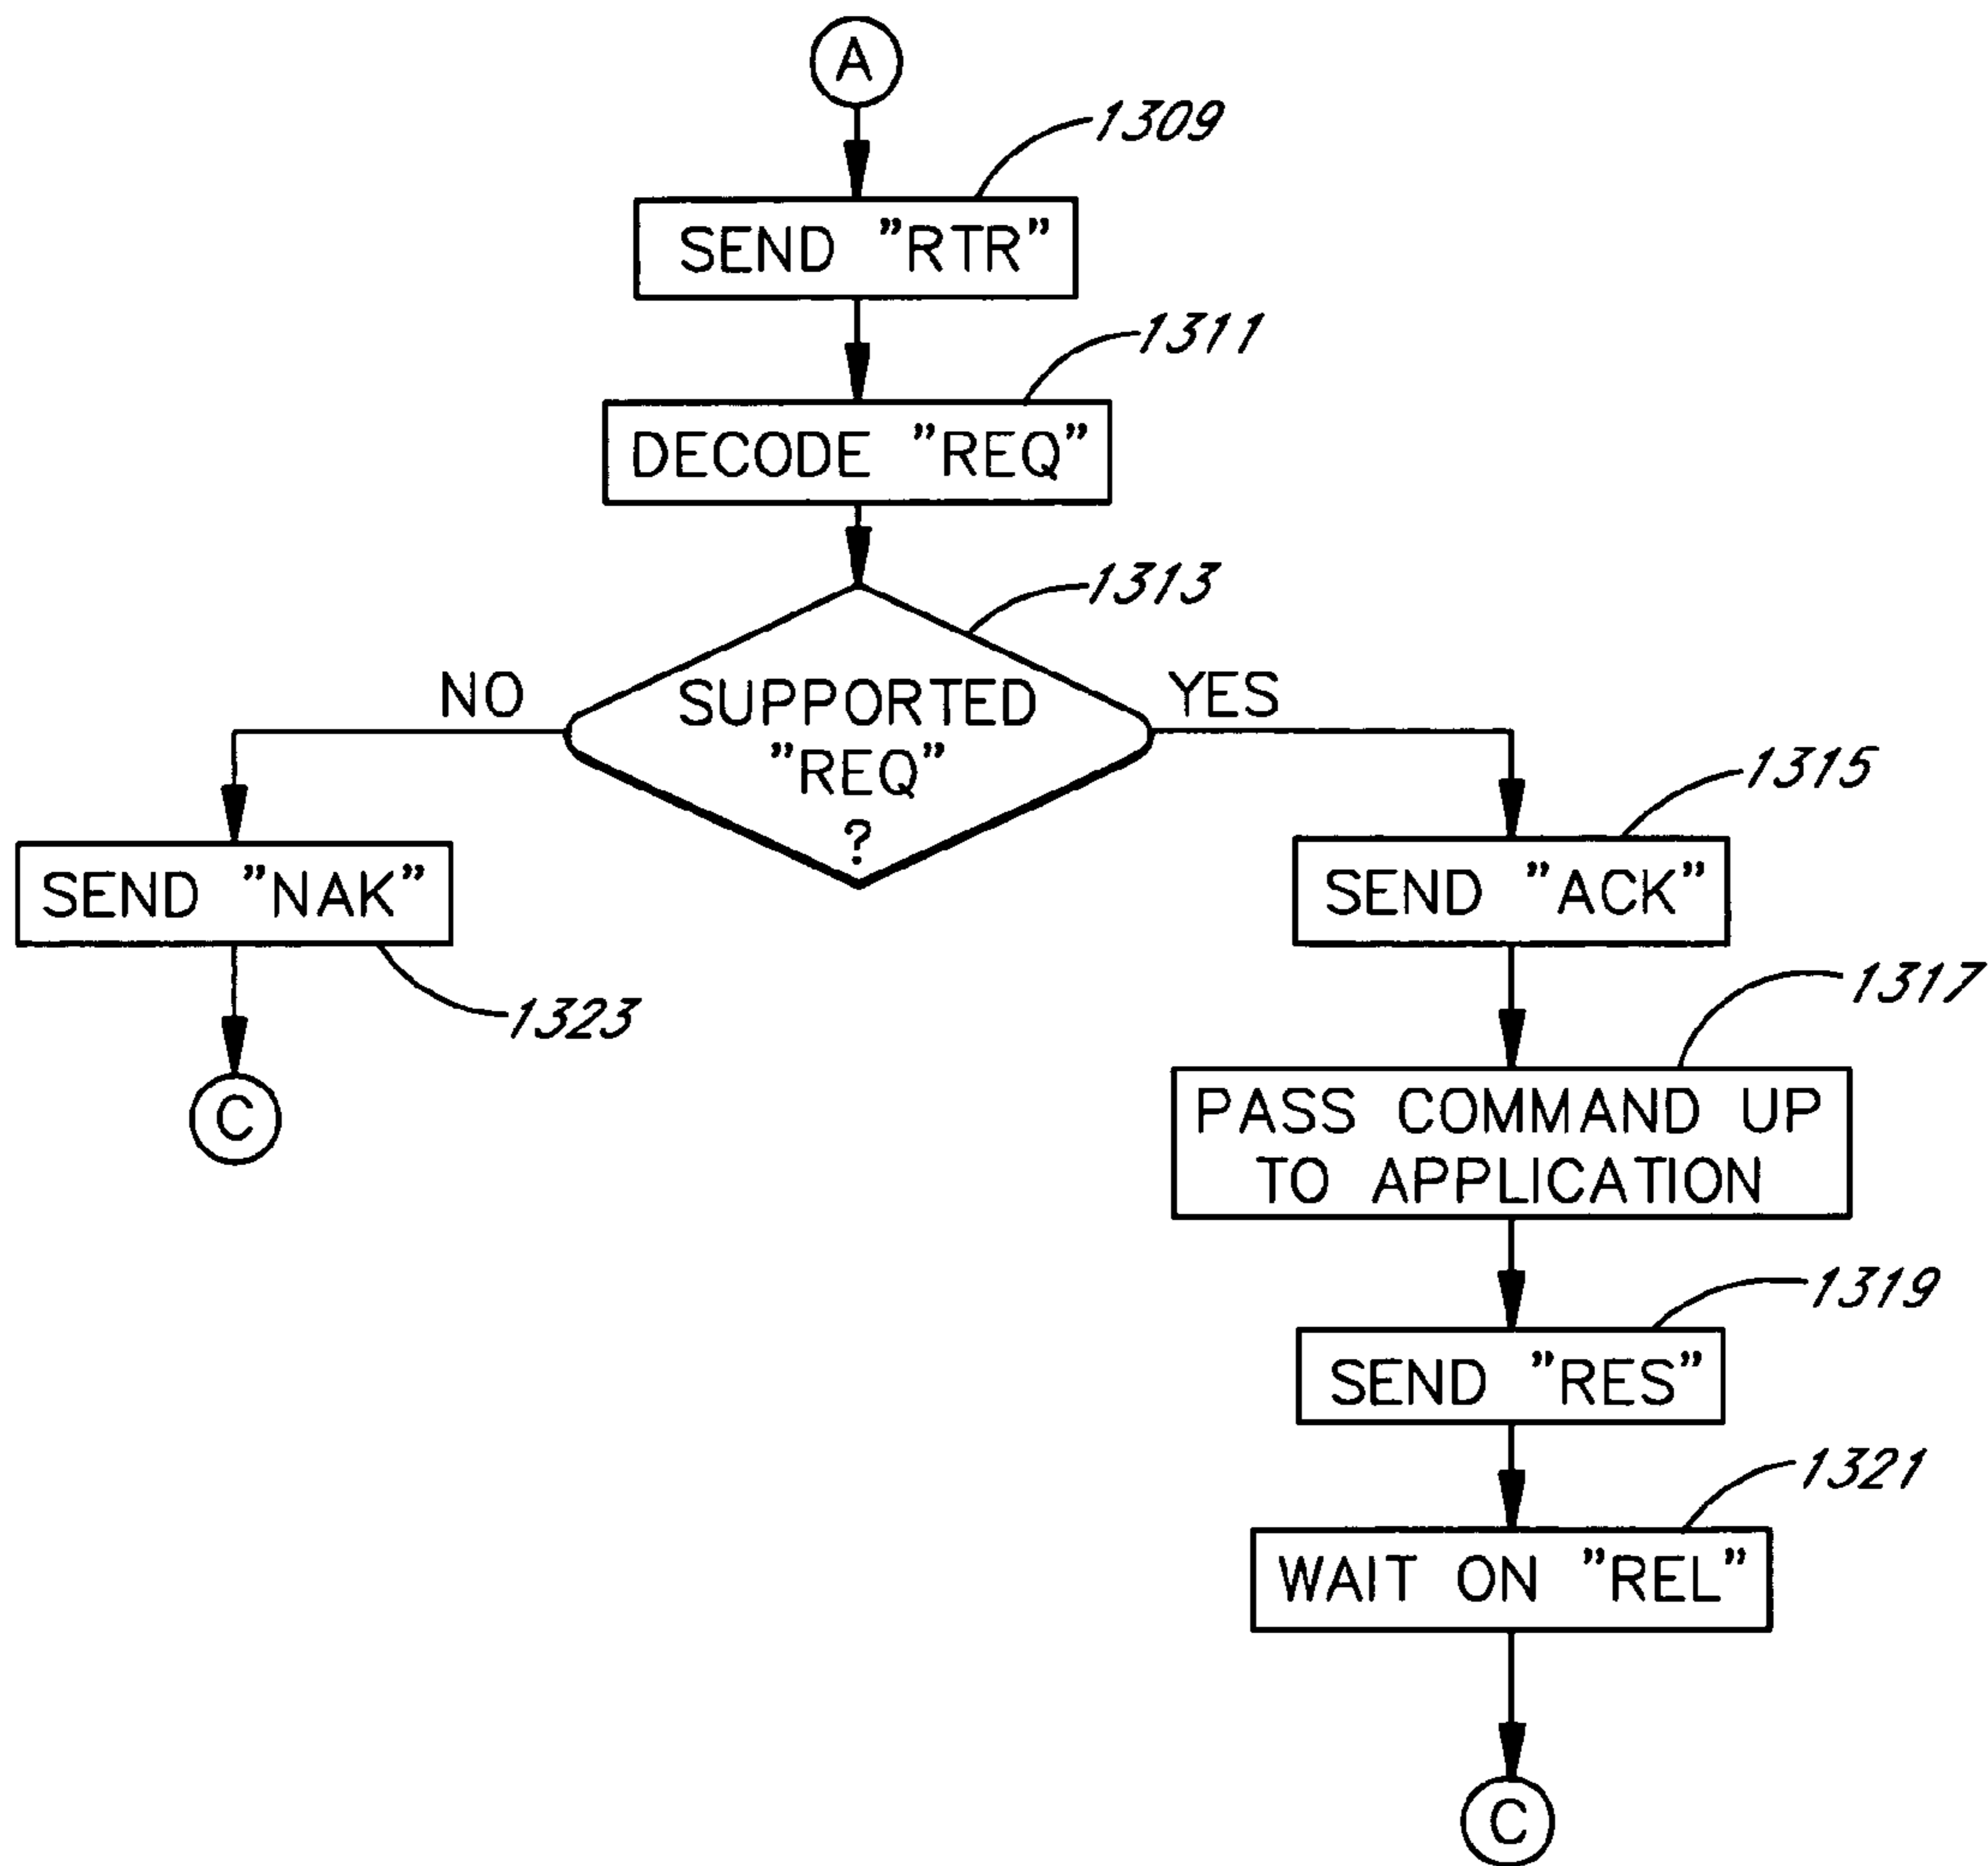 A
1309
SEND "RTR"
1311
DECODE "REQ"
1313
NO
SUPPORTED
"REQ"
?
YES
1315
SEND "NAK"
SEND "ACK"
1323
1317
C
PASS COMMAND UP
TO APPLICATION
1319
SEND "RES"
1321
WAIT ON "REL"
C